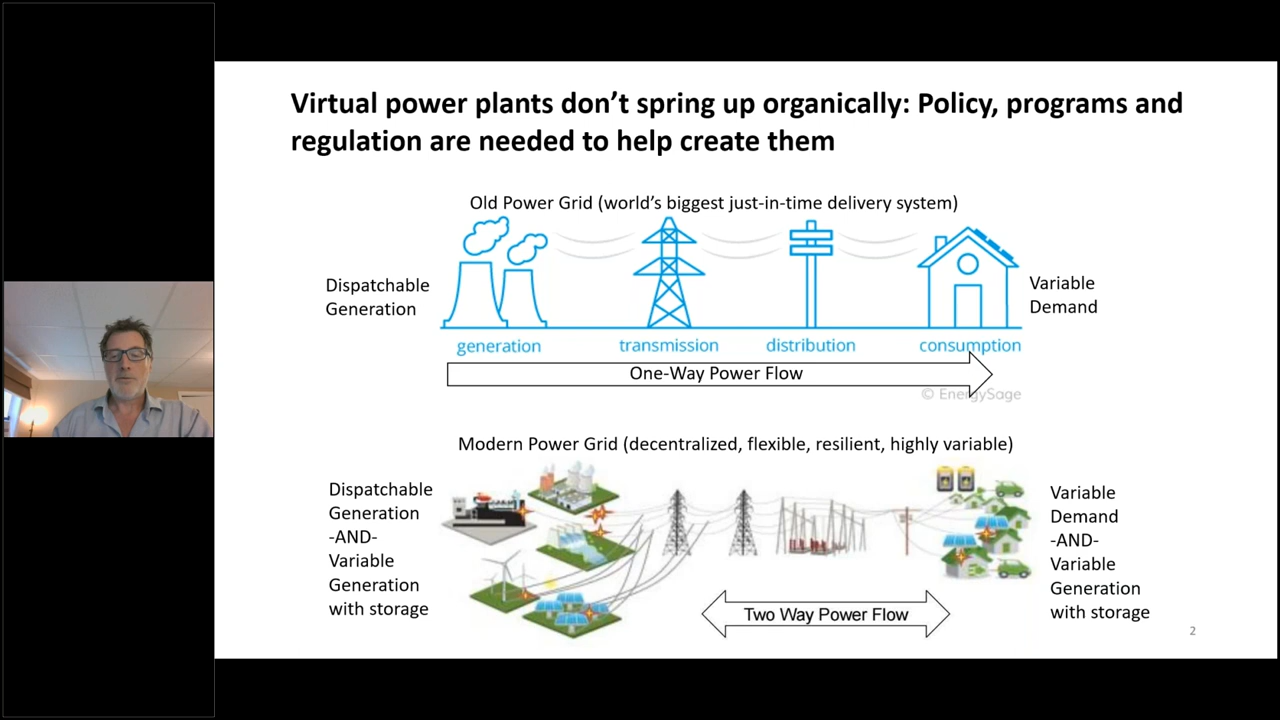 Virtual power plants don’t spring up organically: Policy, programs and
regulation are needed to help create them
Old Power Grid (world’s biggest just-in-time delivery system)
Dispatchable
Generation
Variable
Demand
generation
transmission
distribution
consumption
One-Way Power Flow
© EnergySage
Modern Power Grid (decentralized, flexible, resilient, highly variable)
Dispatchable
Generation
-AND-
Variable
Generation
with storage
Variable
Demand
-AND-
Variable
Generation
with storage
Two Way Power Flow
2